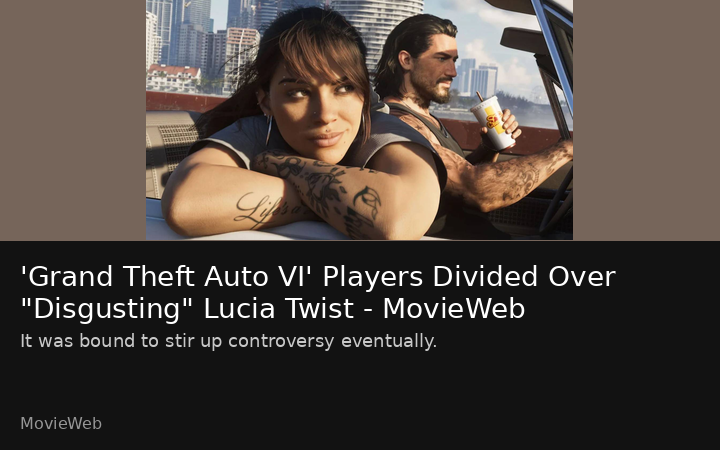 Life
'Grand Theft Auto VI' Players Divided Over
"Disgusting" Lucia Twist - MovieWeb
It was bound to stir up controversy eventually.
MovieWeb